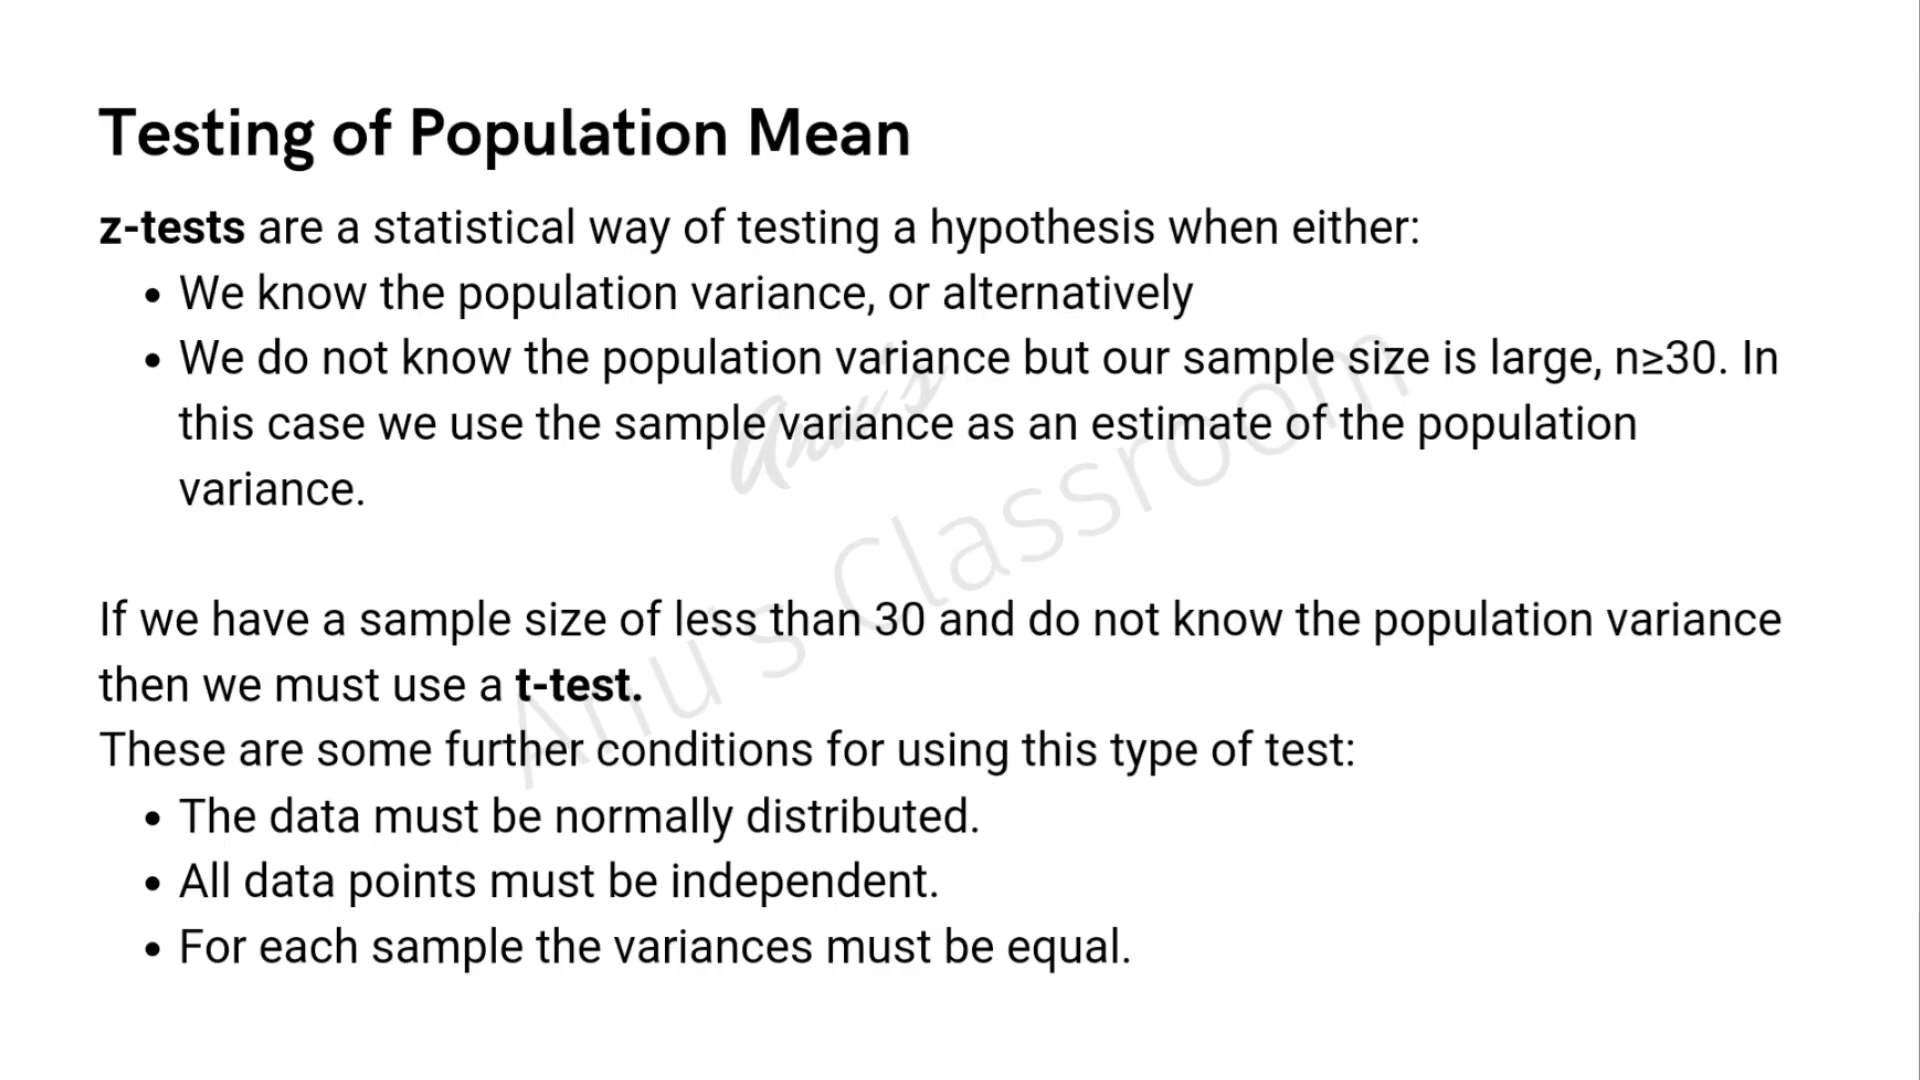 Testing of Population Mean
z-tests are a statistical way of testing a hypothesis when either:
• We know the population variance, or alternatively
• We do not know the population variance but our sample size is large, n≥30. In
this case we use the sample variance as an estimate of the population
variance.
If we have a sample size of less than 30 and do not know the population variance
then we must use a t-test.
These are some further conditions for using this type of test:
• The data must be normally distributed.
• All data points must be independent.
• For each sample the variances must be equal.
Anu's
Anu's Classroom